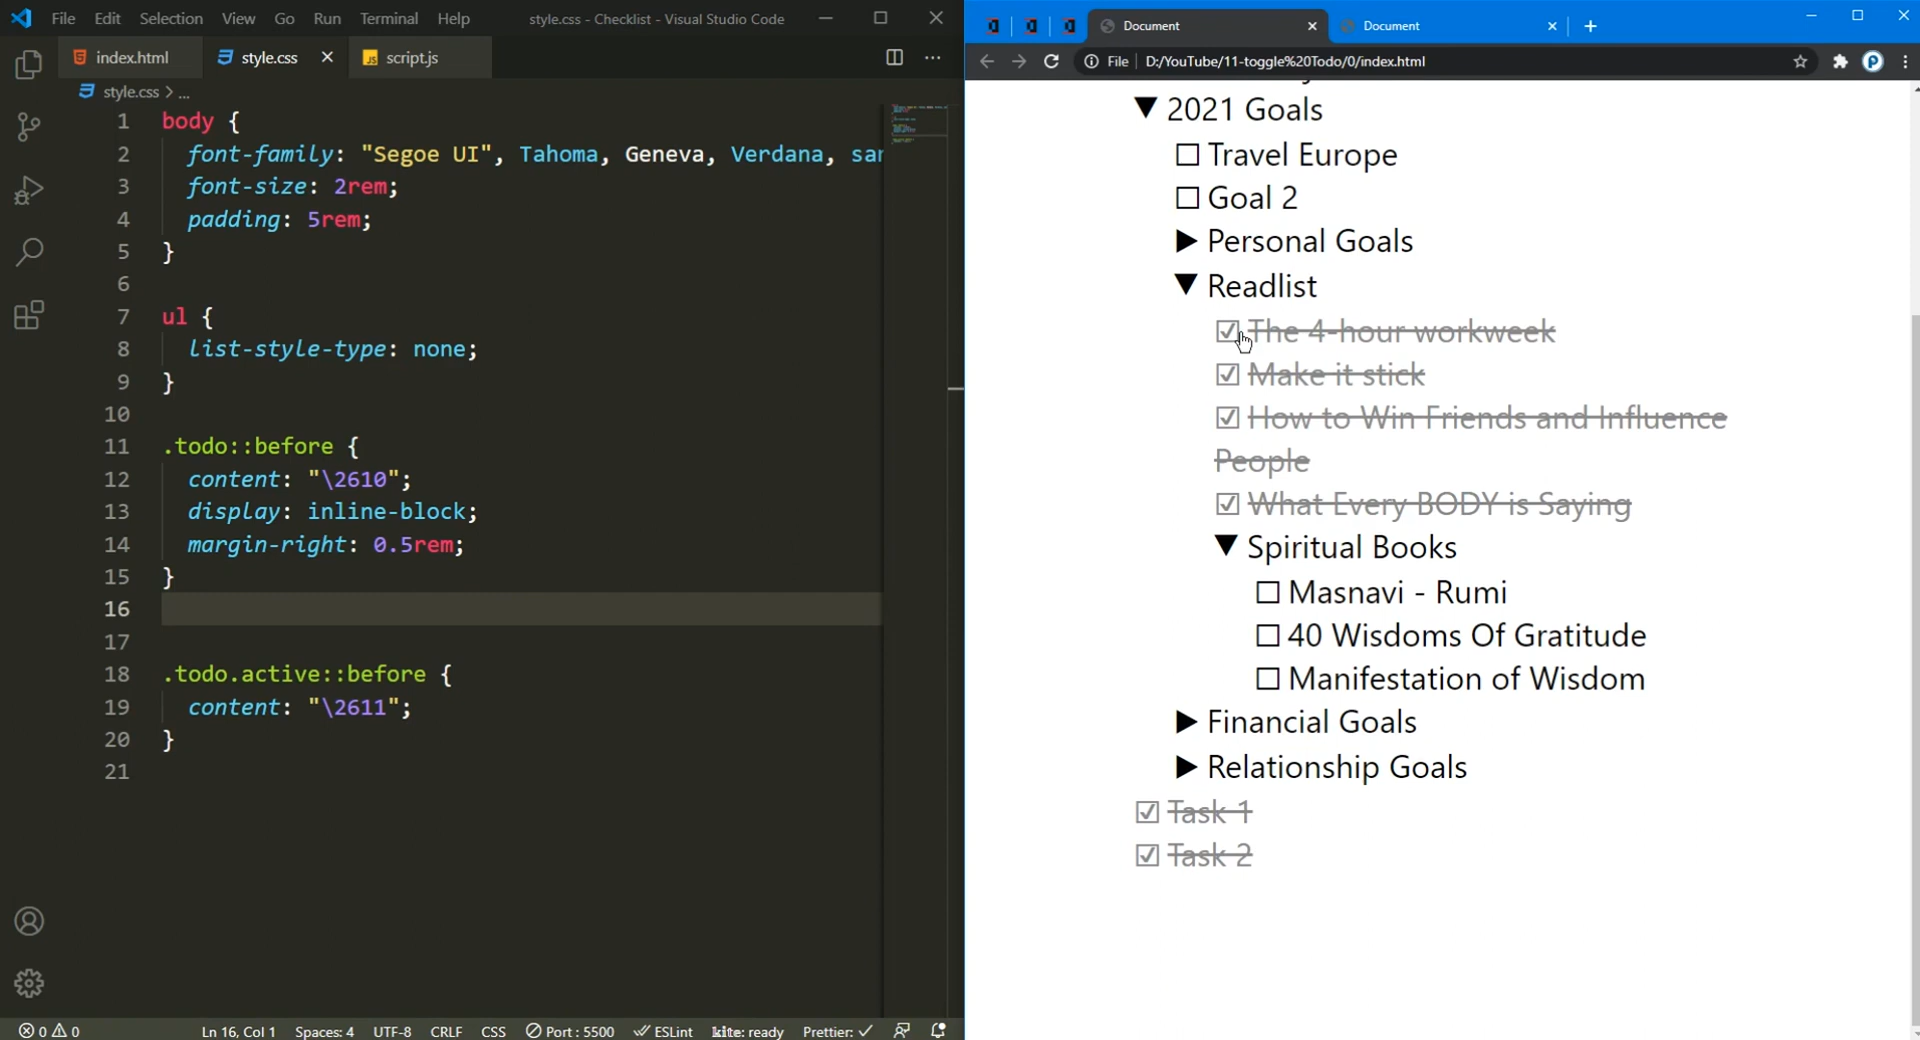 File Edit Selection View Go Run Terminal Help style.css - Checklist - Visual Studio Code
index.html style.css script.js
style.css > ...
1 body {
2 font-family: "Segoe UI", Tahoma, Geneva, Verdana, san
3 font-size: 2rem;
4 padding: 5rem;
5 }
6
7 ul {
8 list-style-type: none;
9 }
10
11 .todo::before {
12 content: "\2610";
13 display: inline-block;
14 margin-right: 0.5rem;
15 }
16
17
18 .todo.active::before {
19 content: "\2611";
20 }
21
0 0 Ln 16, Col 1 Spaces: 4 UTF-8 CRLF CSS Port : 5500 ESLint kite: ready Prettier: ✓
Document Document
File D:/YouTube/11-toggle%20Todo/0/index.html P
▼ 2021 Goals
☐ Travel Europe
☐ Goal 2
▶ Personal Goals
▼ Readlist
☑ The 4-hour workweek
☑ Make it stick
☑ How to Win Friends and Influence
People
☑ What Every BODY is Saying
▼ Spiritual Books
☐ Masnavi - Rumi
☐ 40 Wisdoms Of Gratitude
☐ Manifestation of Wisdom
▶ Financial Goals
▶ Relationship Goals
☑ Task 1
☑ Task 2